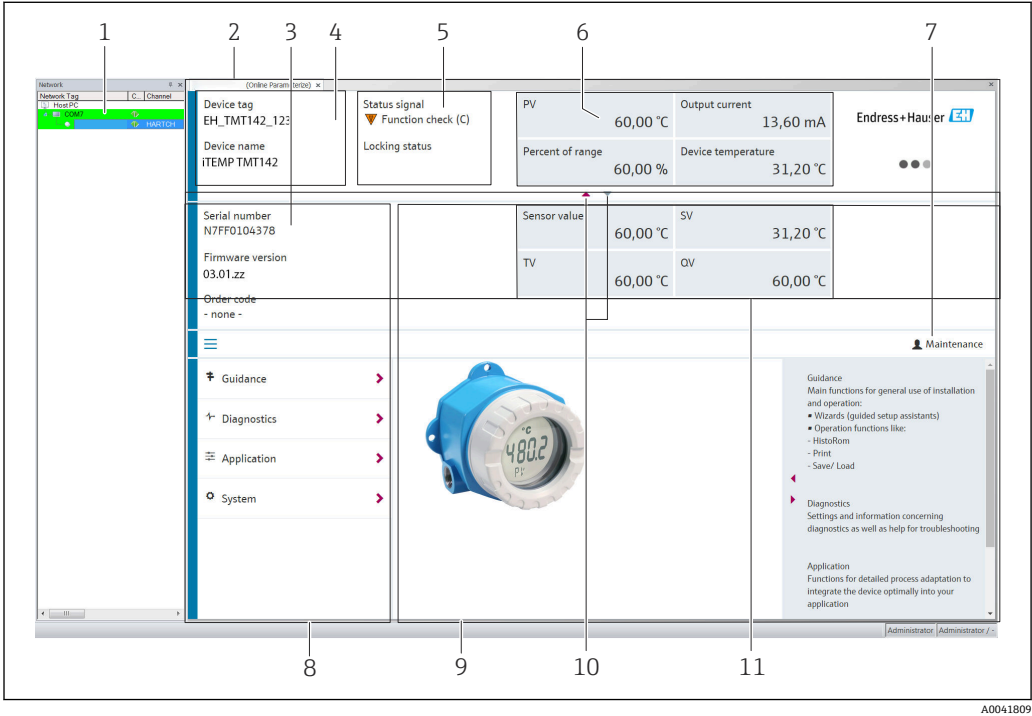 1 2 3 4 5 6 7
Network
Network Tag C... Channel
Host PC
COM7
HARTCH
(Online Parameterize) ×
Device tag
EH_TMT142_123
Device name
iTEMP TMT142
Status signal
Function check (C)
Locking status
PV
60,00 °C
Output current
13,60 mA
Percent of range
60,00 %
Device temperature
31,20 °C
Endress+Hauser EH
Serial number
N7FF0104378
Firmware version
03.01.zz
Order code
- none -
Sensor value
60,00 °C
SV
31,20 °C
TV
60,00 °C
QV
60,00 °C
Maintenance
Guidance
Diagnostics
Application
System
°C
480.2
PV
Guidance
Main functions for general use of installation
and operation:
▪ Wizards (guided setup assistants)
▪ Operation functions like:
- HistoRom
- Print
- Save/ Load
Diagnostics
Settings and information concerning
diagnostics as well as help for troubleshooting
Application
Functions for detailed process adaptation to
integrate the device optimally into your
application
Administrator Administrator / -
8 9 10 11
A0041809